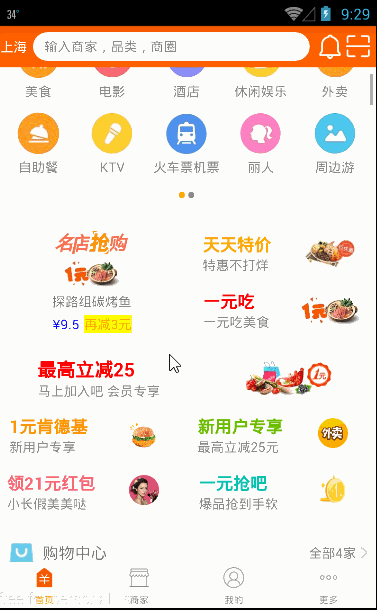 34°
9:29
上海
输入商家，品类，商圈
美食
电影
酒店
休闲娱乐
外卖
自助餐
KTV
火车票机票
丽人
周边游
名店抢购
1元
探路组碳烤鱼
¥9.5 再减3元
天天特价
特惠不打烊
一元吃
一元吃美食
1元
最高立减25
马上加入吧 会员专享
1元
1元肯德基
新用户专享
新用户专享
最高立减25元
外卖
领21元红包
小长假美美哒
一元抢吧
爆品抢到手软
购物中心
全部4家
首页
商家
我的
更多